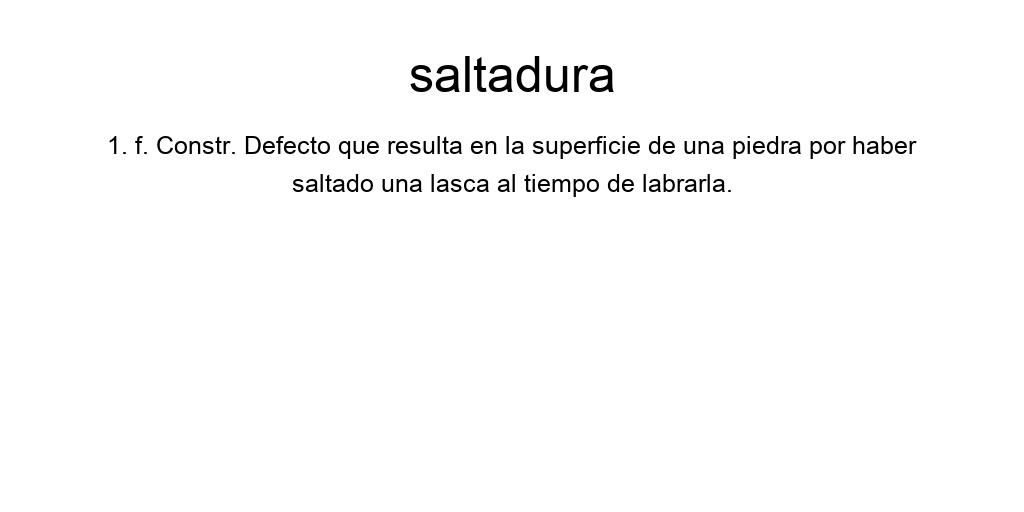 saltadura
1. f. Constr. Defecto que resulta en la superficie de una piedra por haber
saltado una lasca al tiempo de labrarla.